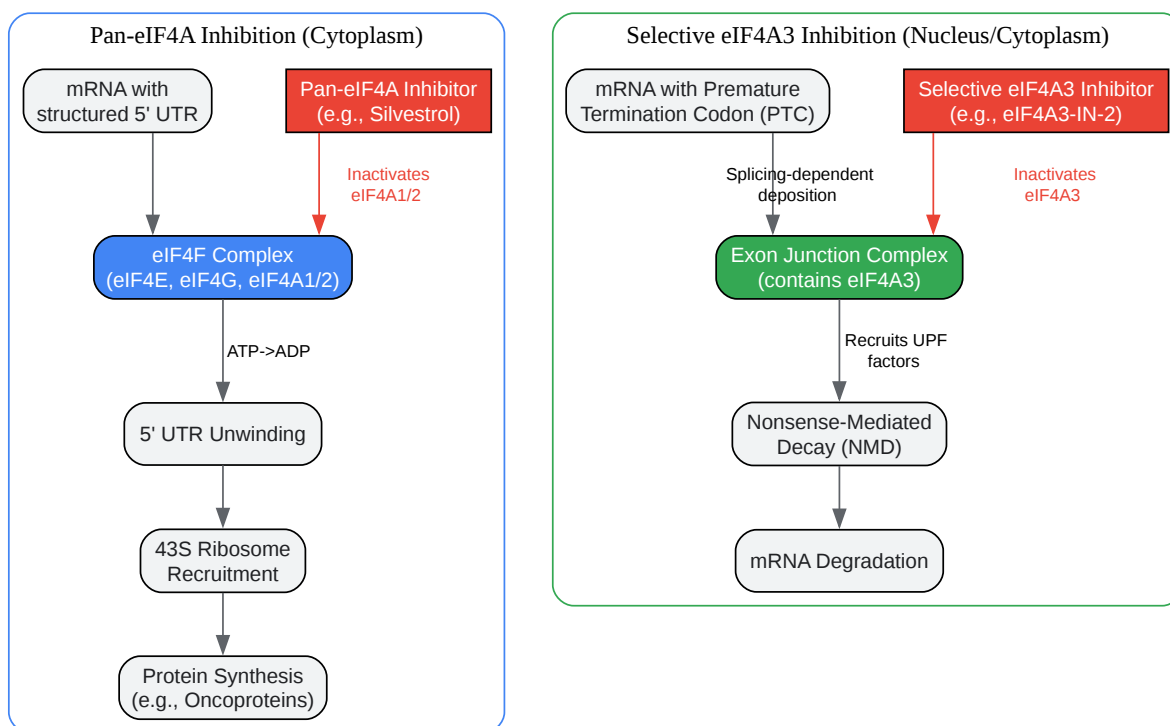 Pan-eIF4A Inhibition (Cytoplasm)
mRNA with
structured 5' UTR
Pan-eIF4A Inhibitor
(e.g., Silvestrol)
Inactivates
eIF4A1/2
eIF4F Complex
(eIF4E, eIF4G, eIF4A1/2)
ATP->ADP
5' UTR Unwinding
43S Ribosome
Recruitment
Protein Synthesis
(e.g., Oncoproteins)
Selective eIF4A3 Inhibition (Nucleus/Cytoplasm)
mRNA with Premature
Termination Codon (PTC)
Selective eIF4A3 Inhibitor
(e.g., eIF4A3-IN-2)
Splicing-dependent
deposition
Inactivates
eIF4A3
Exon Junction Complex
(contains eIF4A3)
Recruits UPF
factors
Nonsense-Mediated
Decay (NMD)
mRNA Degradation